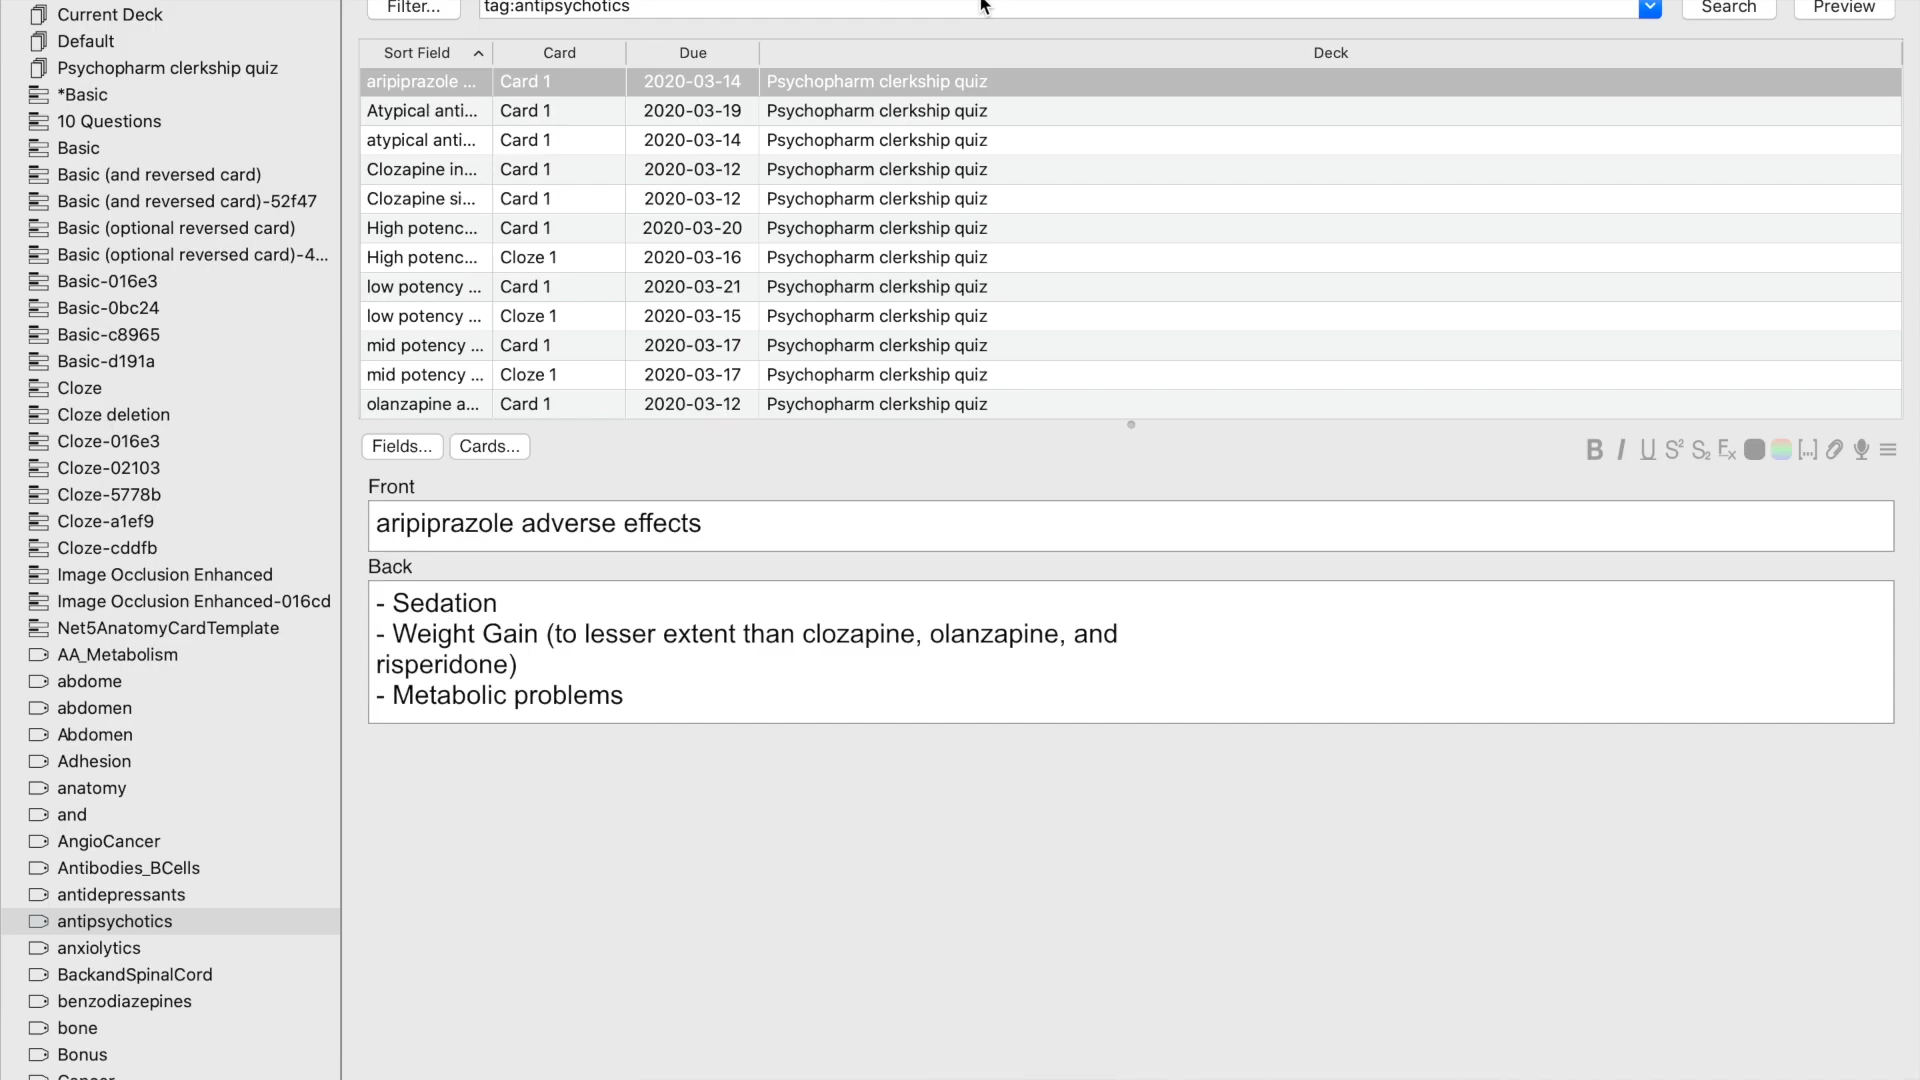 Current Deck
Default
Psychopharm clerkship quiz
*Basic
10 Questions
Basic
Basic (and reversed card)
Basic (and reversed card)-52f47
Basic (optional reversed card)
Basic (optional reversed card)-4...
Basic-016e3
Basic-0bc24
Basic-c8965
Basic-d191a
Cloze
Cloze deletion
Cloze-016e3
Cloze-02103
Cloze-5778b
Cloze-a1ef9
Cloze-cddfb
Image Occlusion Enhanced
Image Occlusion Enhanced-016cd
Net5AnatomyCardTemplate
AA_Metabolism
abdome
abdomen
Abdomen
Adhesion
anatomy
and
AngioCancer
Antibodies_BCells
antidepressants
antipsychotics
anxiolytics
BackandSpinalCord
benzodiazepines
bone
Bonus
Cancer
Filter... tag:antipsychotics Search Preview
Sort Field Card Due Deck
aripiprazole ... Card 1 2020-03-14 Psychopharm clerkship quiz
Atypical anti... Card 1 2020-03-19 Psychopharm clerkship quiz
atypical anti... Card 1 2020-03-14 Psychopharm clerkship quiz
Clozapine in... Card 1 2020-03-12 Psychopharm clerkship quiz
Clozapine si... Card 1 2020-03-12 Psychopharm clerkship quiz
High potenc... Card 1 2020-03-20 Psychopharm clerkship quiz
High potenc... Cloze 1 2020-03-16 Psychopharm clerkship quiz
low potency ... Card 1 2020-03-21 Psychopharm clerkship quiz
low potency ... Cloze 1 2020-03-15 Psychopharm clerkship quiz
mid potency ... Card 1 2020-03-17 Psychopharm clerkship quiz
mid potency ... Cloze 1 2020-03-17 Psychopharm clerkship quiz
olanzapine a... Card 1 2020-03-12 Psychopharm clerkship quiz
Fields... Cards... B I U S² S₂ Eₓ [...]
Front
aripiprazole adverse effects
Back
- Sedation
- Weight Gain (to lesser extent than clozapine, olanzapine, and
risperidone)
- Metabolic problems